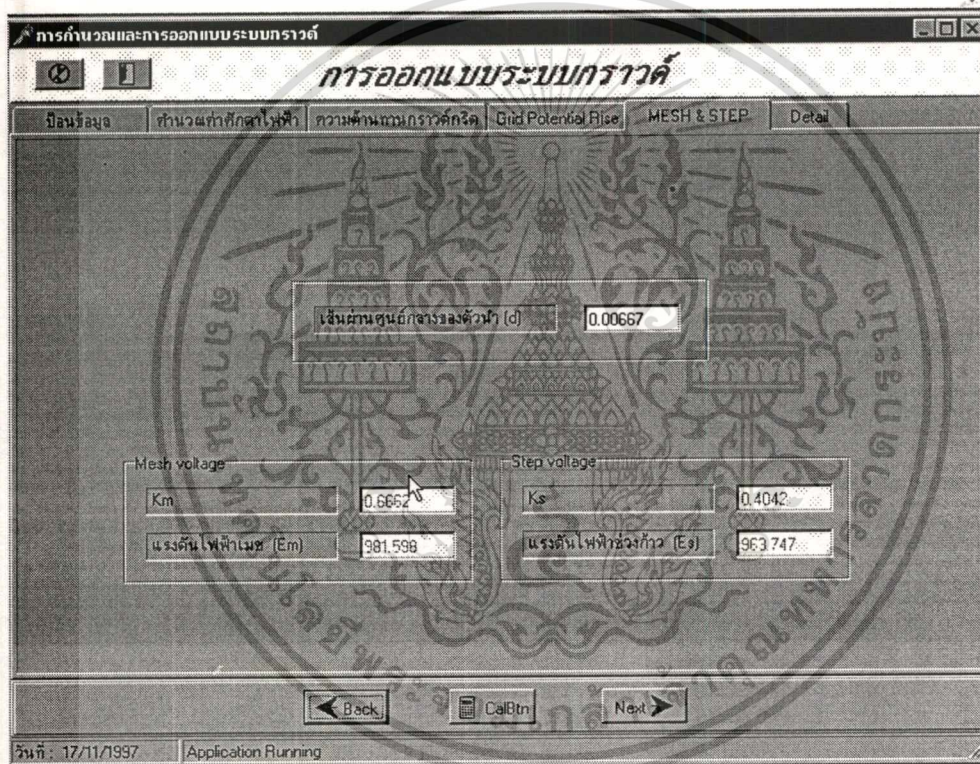 การคำนวณและการออกแบบระบบกราวด์
การออกแบบระบบกราวด์
ป้อนข้อมูล คำนวณค่าศักดาไฟฟ้า ความต้านทานกราวด์กริด Grid Potential Rise MESH & STEP Detail
เส้นผ่านศูนย์กลางของตัวนำ (d) 0.00667
Mesh voltage Step voltage
Km 0.6662 Ks 0.4042
แรงดันไฟฟ้าเมช (Em) 981.598 แรงดันไฟฟ้าช่วงก้าว (Es) 963.747
Back CalBtn Next
วันที่ : 17/11/1997 Application Running